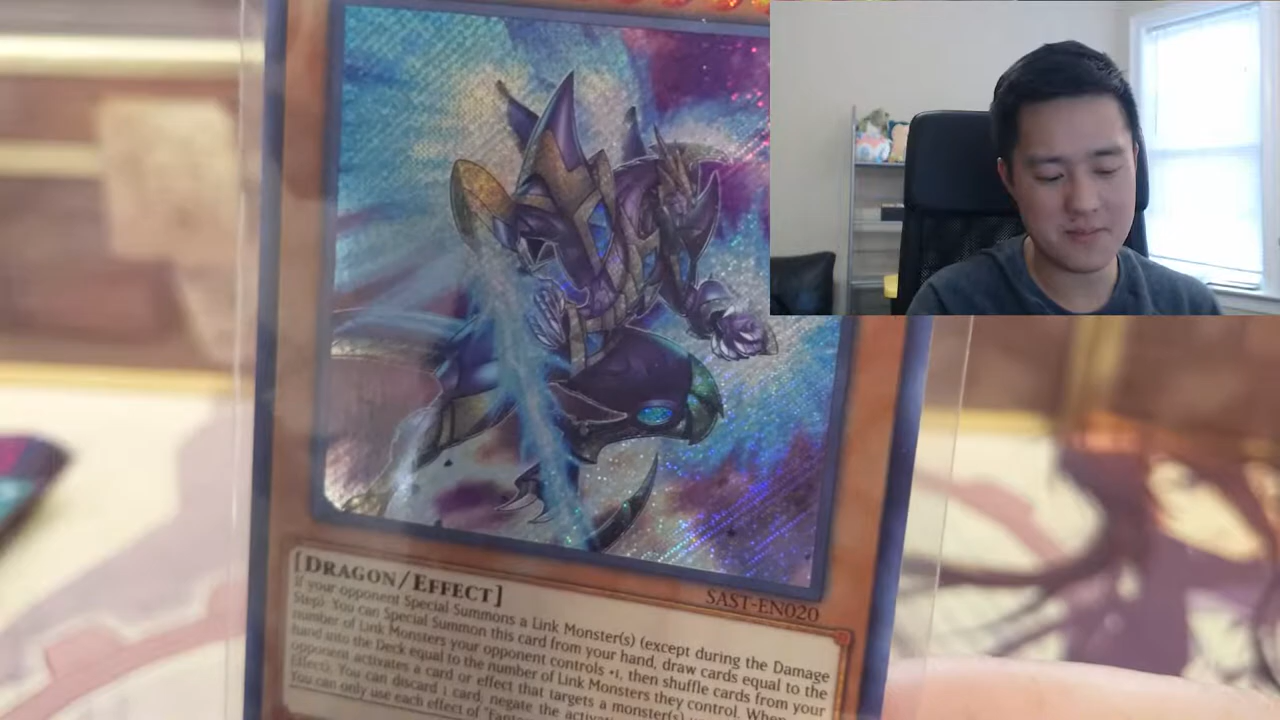 [DRAGON/EFFECT]
SAST-EN020
If your opponent Special Summons a Link Monster(s) (except during the Damage
Step): You can Special Summon this card from your hand, draw cards equal to the
number of Link Monsters your opponent controls +1, then shuffle cards from your
hand into the Deck equal to the number of Link Monsters they control. When
opponent activates a card or effect that targets a monster(s)
Effect): You can discard 1 card; negate the
You can only use each effect of